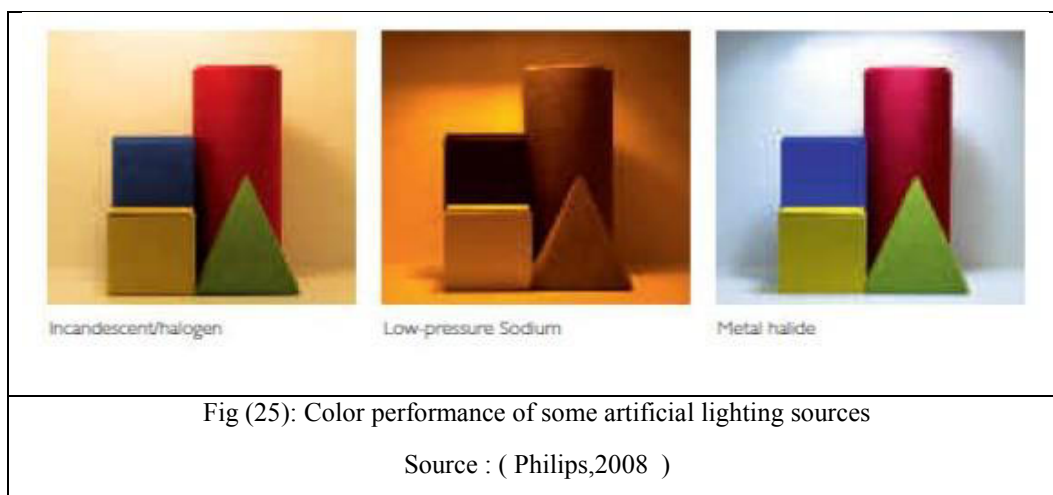 Incandescent/halogen
Low-pressure Sodium
Metal halide
Fig (25): Color performance of some artificial lighting sources
Source : ( Philips,2008  )